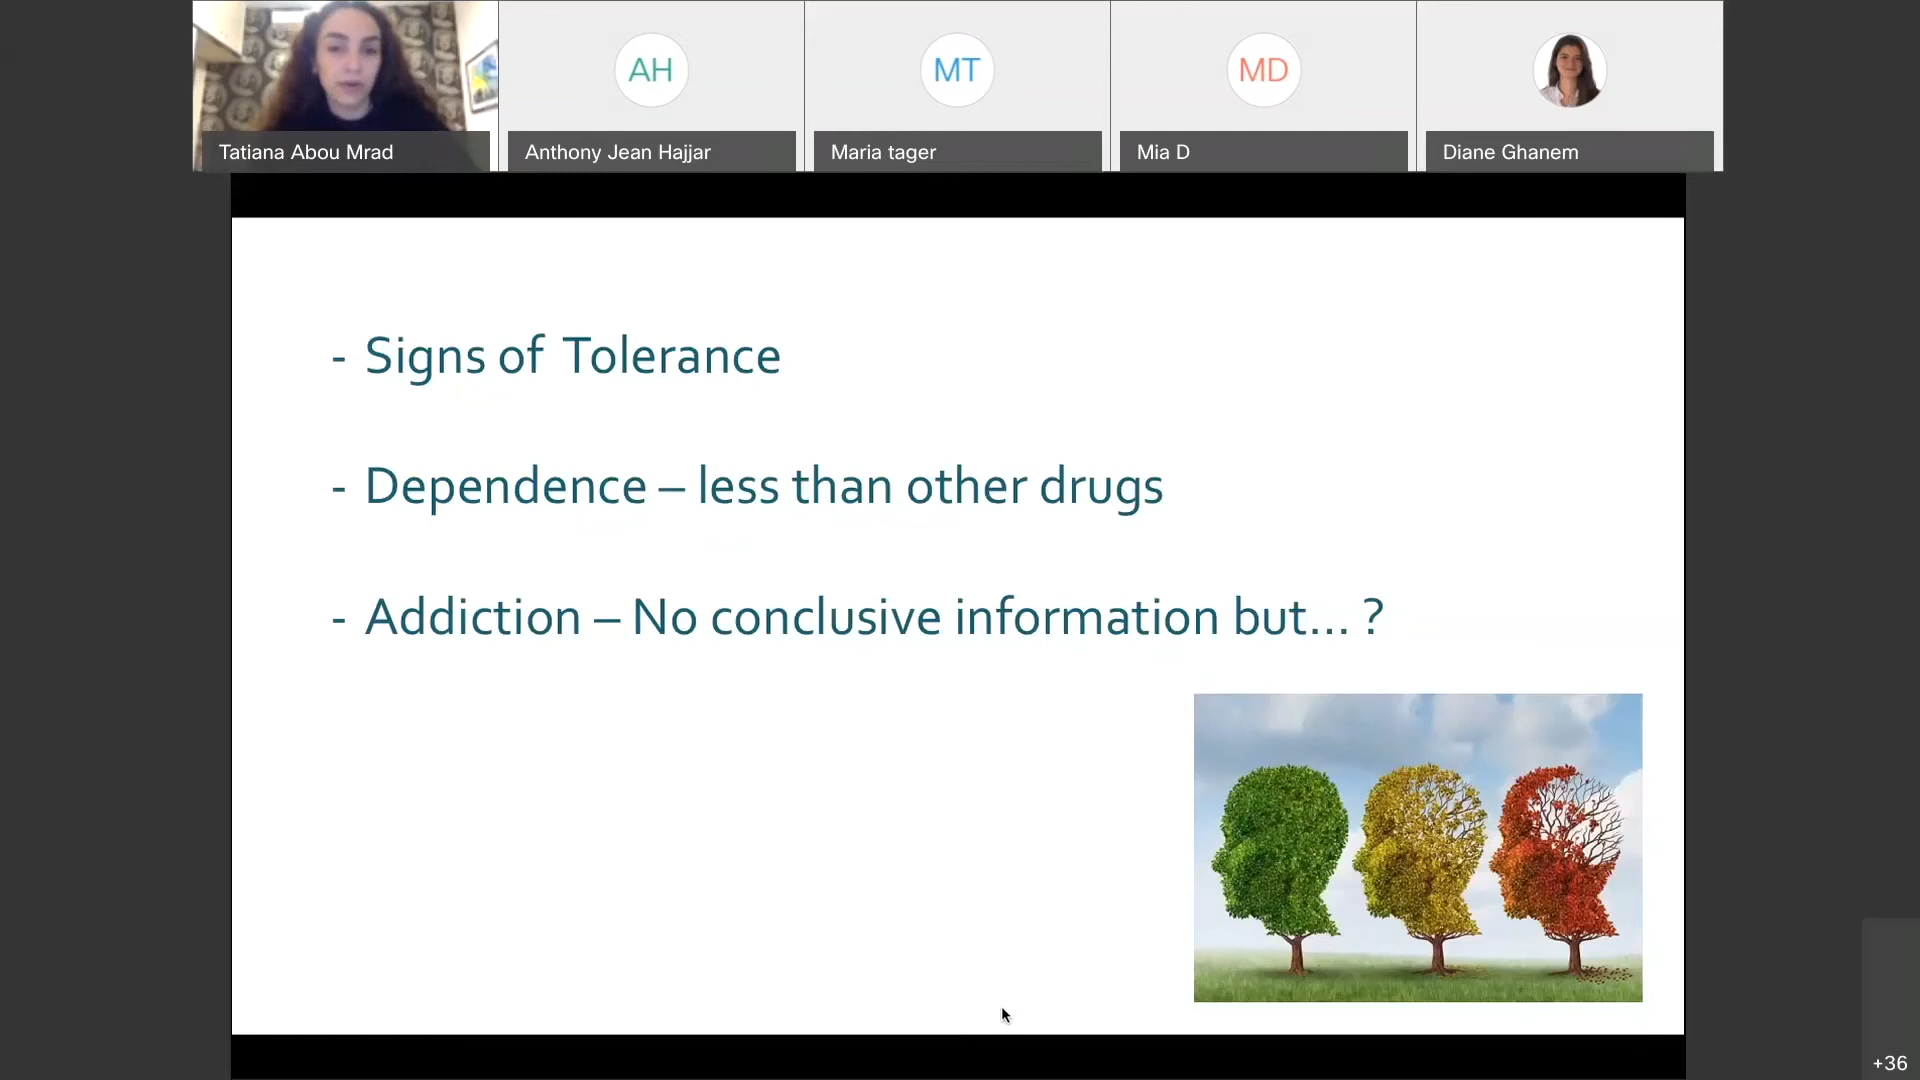 AH
MT
MD
Tatiana Abou Mrad
Anthony Jean Hajjar
Maria tager
Mia D
Diane Ghanem
- Signs of Tolerance
- Dependence – less than other drugs
- Addiction – No conclusive information but... ?
+36